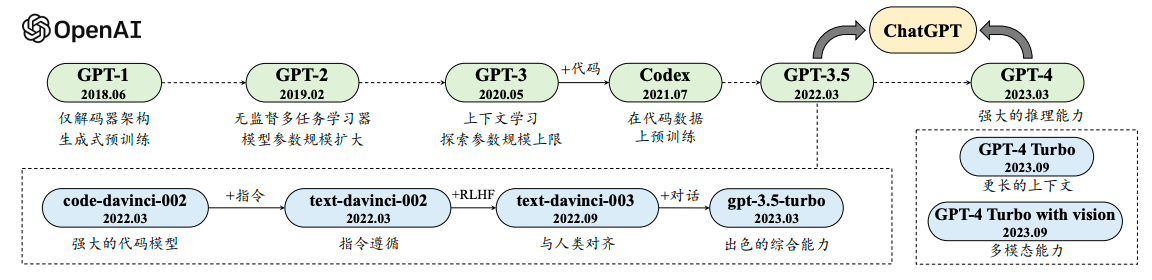 OpenAI
ChatGPT
GPT-1
2018.06
仅解码器架构
生成式预训练
GPT-2
2019.02
无监督多任务学习器
模型参数规模扩大
GPT-3
2020.05
上下文学习
探索参数规模上限
+代码
Codex
2021.07
在代码数据
上预训练
GPT-3.5
2022.03
GPT-4
2023.03
强大的推理能力
code-davinci-002
2022.03
强大的代码模型
+指令
text-davinci-002
2022.03
指令遵循
+RLHF
text-davinci-003
2022.09
与人类对齐
+对话
gpt-3.5-turbo
2023.03
出色的综合能力
GPT-4 Turbo
2023.09
更长的上下文
GPT-4 Turbo with vision
2023.09
多模态能力